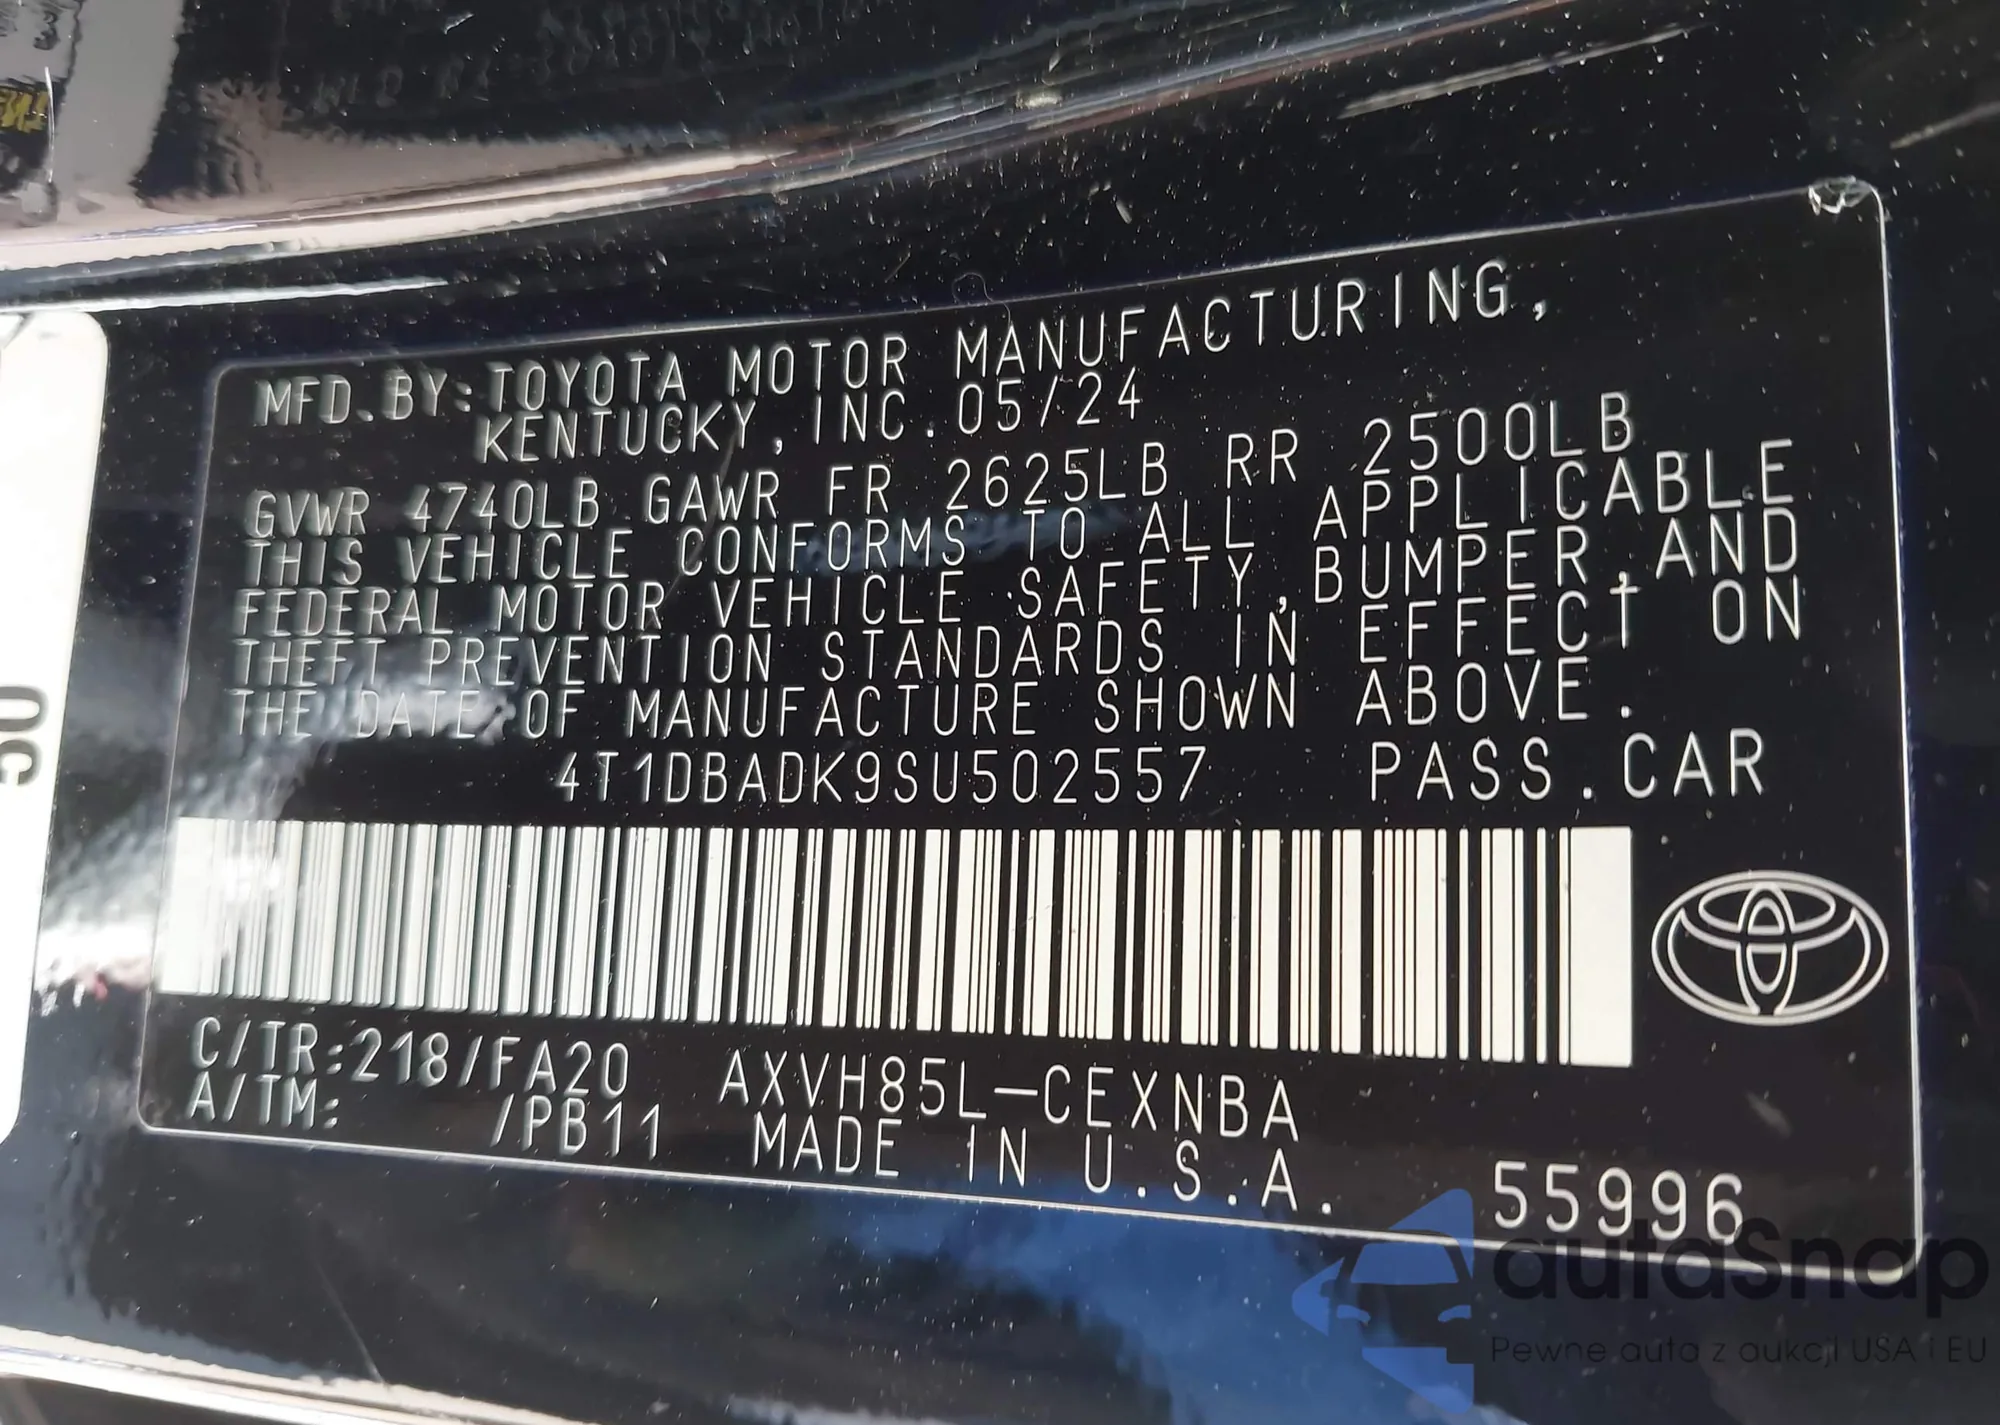 MFD.BY:TOYOTA MOTOR MANUFACTURING,
KENTUCKY, INC. 05/24
GVWR 4740LB GAWR FR 2625LB RR 2500LB
THIS VEHICLE CONFORMS TO ALL APPLICABLE
FEDERAL MOTOR VEHICLE SAFETY, BUMPER, AND
THEFT PREVENTION STANDARDS IN EFFECT ON
THE DATE OF MANUFACTURE SHOWN ABOVE.
4T1DBADK9SU502557 PASS.CAR
C/TR:218/FA20 AXVH85L-CEXNBA
A/TM: /PB11 MADE IN U.S.A.
55996
autaSnap
Pewne auta z aukcji USA i EU